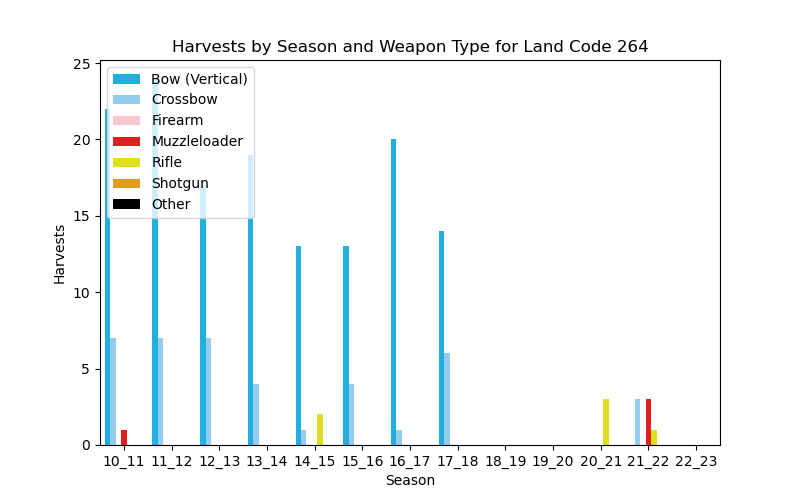 Harvests by Season and Weapon Type for Land Code 264
25
20
15
10
5
0
Harvests
Bow (Vertical)
Crossbow
Firearm
Muzzleloader
Rifle
Shotgun
Other
10_11 11_12 12_13 13_14 14_15 15_16 16_17 17_18 18_19 19_20 20_21 21_22 22_23
Season